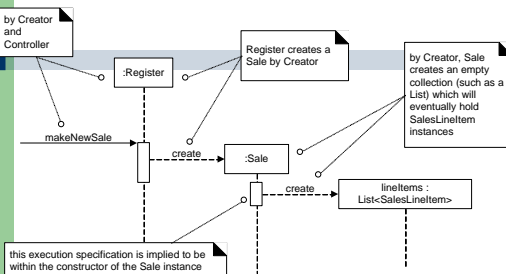 by Creator
and
Controller
:Register
Register creates a
Sale by Creator
by Creator, Sale
creates an empty
collection (such as a
List) which will
eventually hold
SalesLineItem
instances
makeNewSale
create
:Sale
create
lineItems :
List<SalesLineItem>
this execution specification is implied to be
within the constructor of the Sale instance